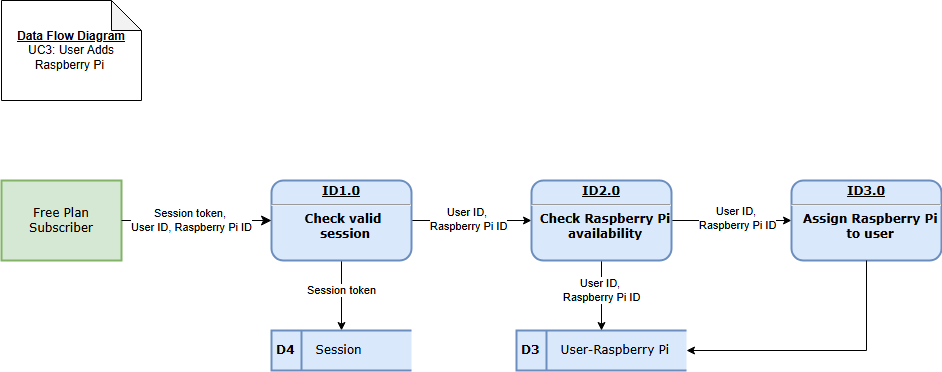 Data Flow Diagram
UC3: User Adds
Raspberry Pi
Free Plan
Subscriber
Session token,
User ID, Raspberry Pi ID
ID1.0
Check valid
session
User ID,
Raspberry Pi ID
ID2.0
Check Raspberry Pi
availability
User ID,
Raspberry Pi ID
ID3.0
Assign Raspberry Pi
to user
Session token
User ID,
Raspberry Pi ID
D4
Session
D3
User-Raspberry Pi